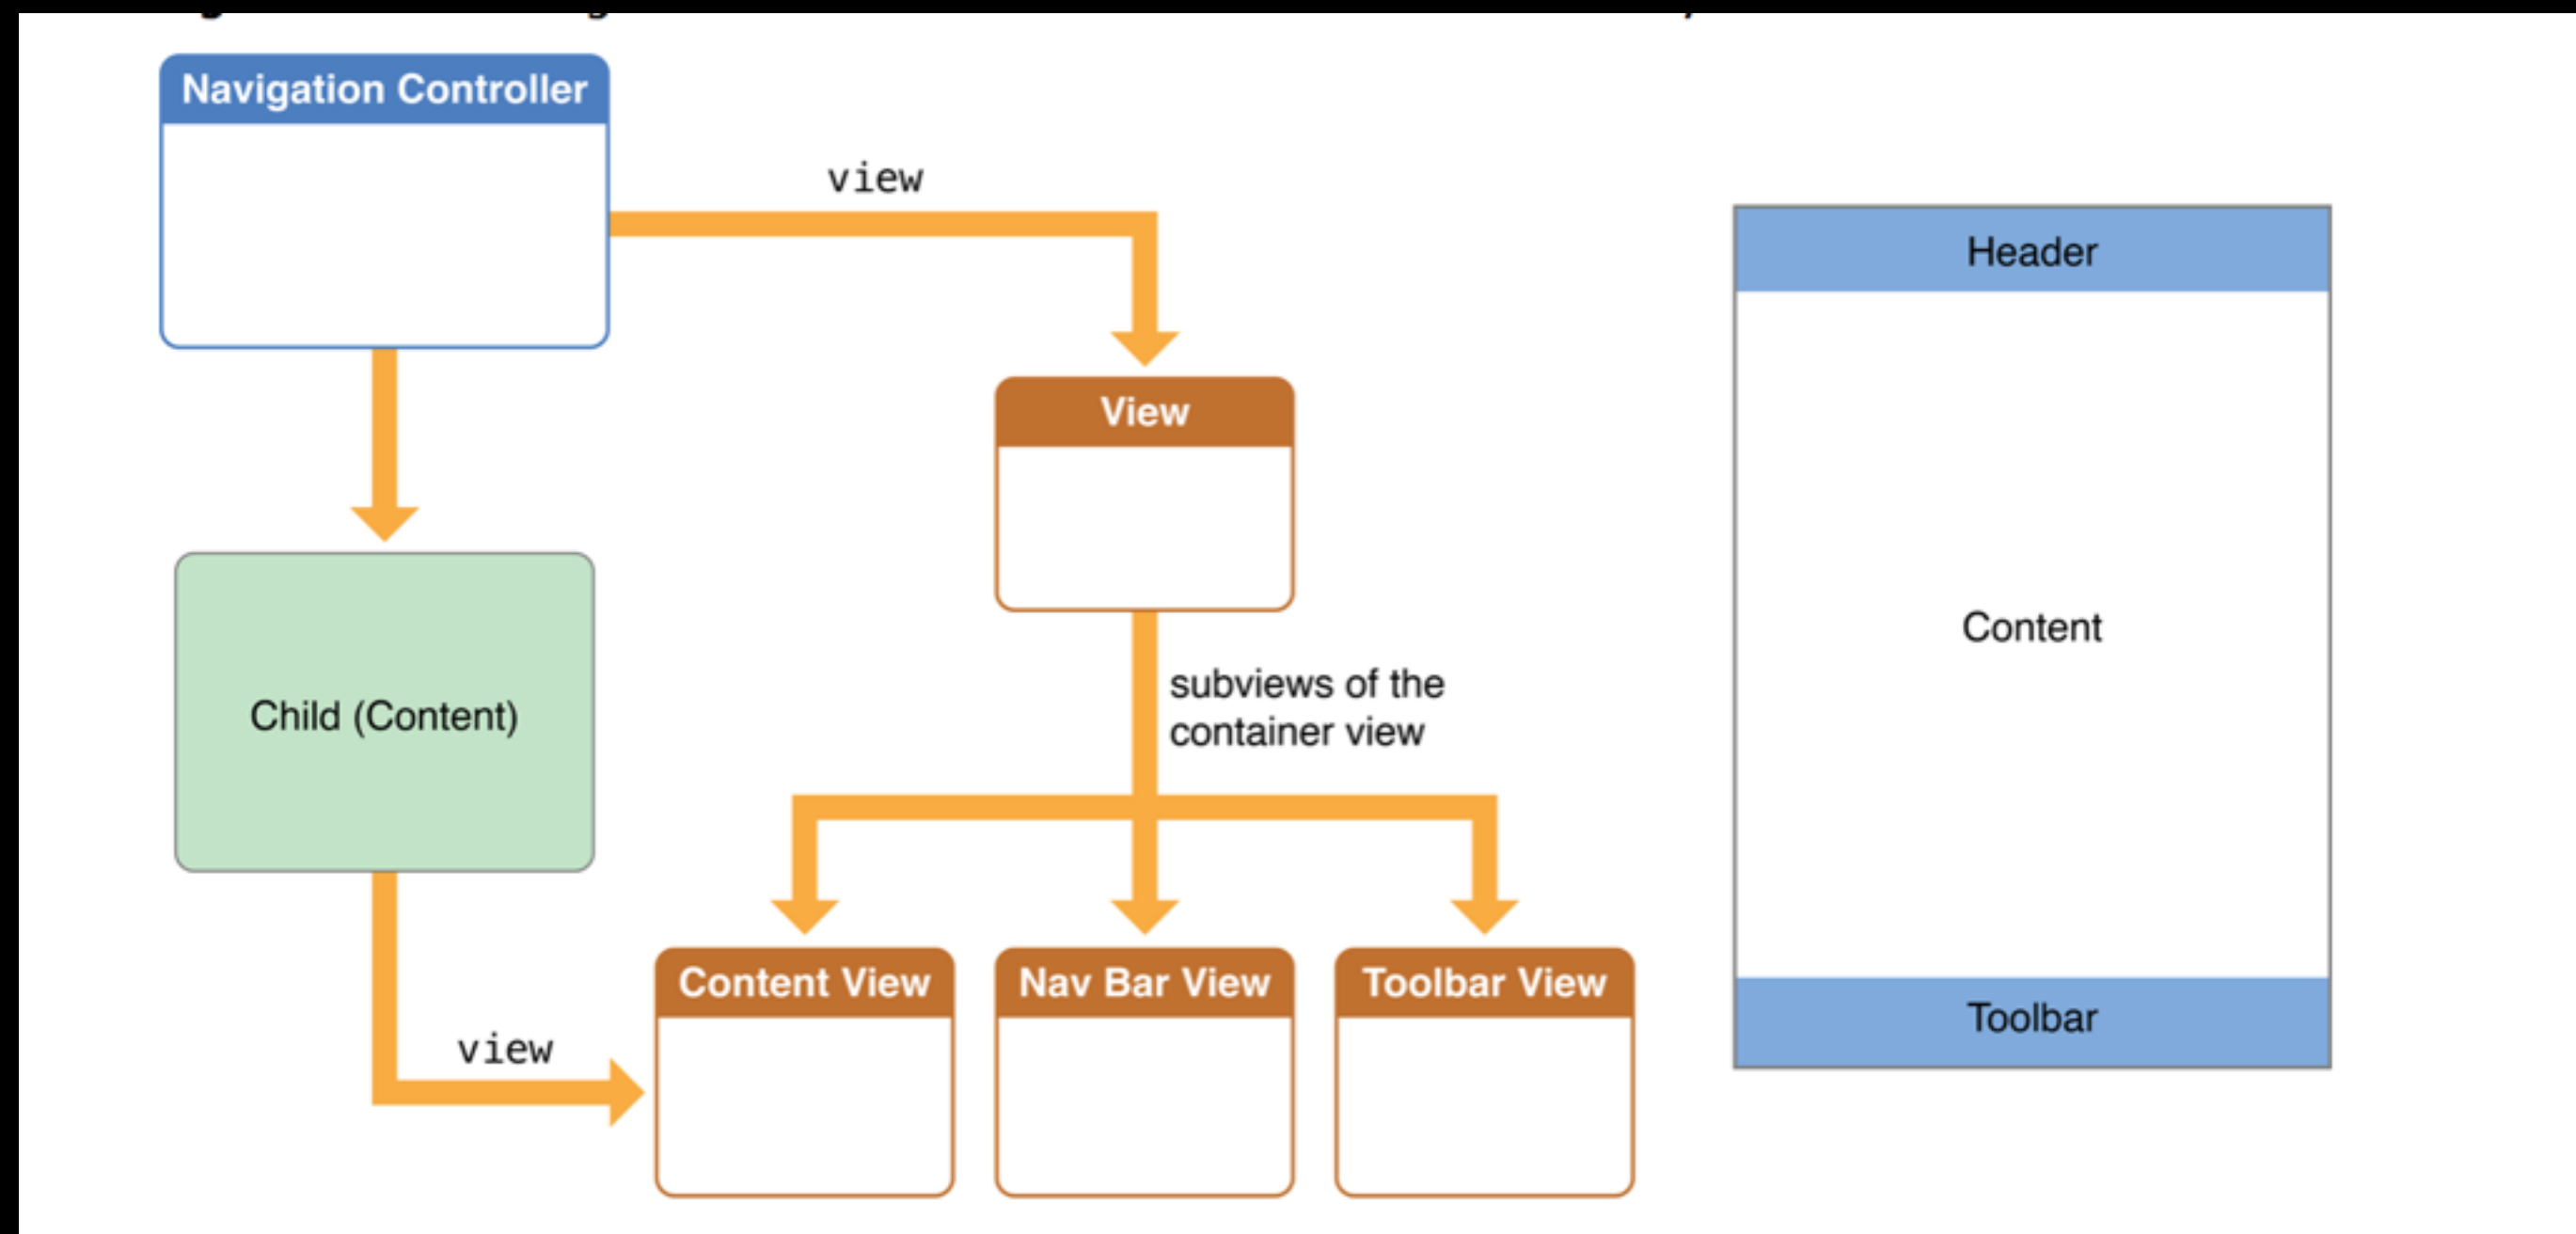 Navigation Controller
view
Header
View
Content
subviews of the
container view
Child (Content)
Content View
Nav Bar View
Toolbar View
view
Toolbar